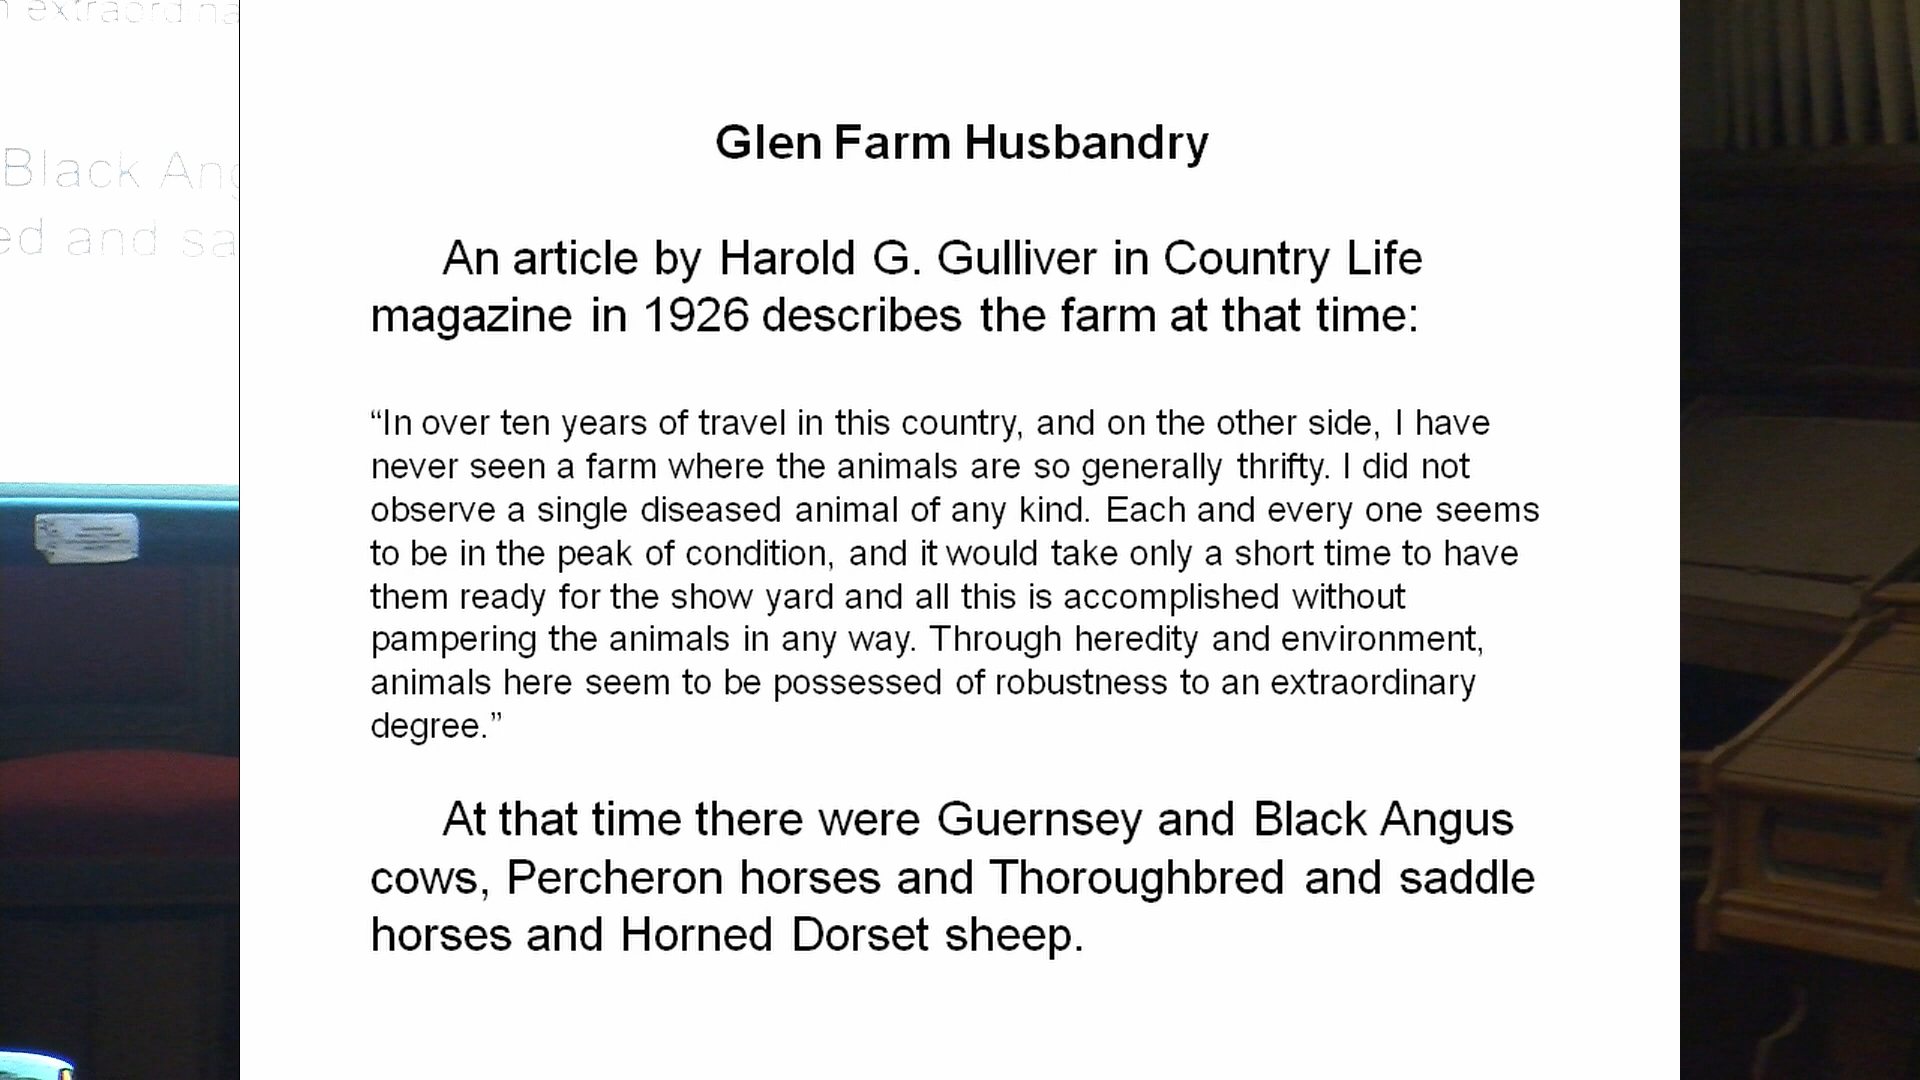 n extraordina
Black Ang
ed and sa
Glen Farm Husbandry
An article by Harold G. Gulliver in Country Life
magazine in 1926 describes the farm at that time:
“In over ten years of travel in this country, and on the other side, I have
never seen a farm where the animals are so generally thrifty. I did not
observe a single diseased animal of any kind. Each and every one seems
to be in the peak of condition, and it would take only a short time to have
them ready for the show yard and all this is accomplished without
pampering the animals in any way. Through heredity and environment,
animals here seem to be possessed of robustness to an extraordinary
degree.”
At that time there were Guernsey and Black Angus
cows, Percheron horses and Thoroughbred and saddle
horses and Horned Dorset sheep.